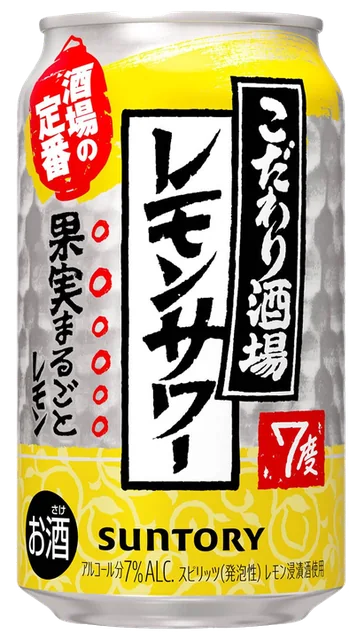 酒場の
定番
こだわり酒場
レモンサワー
果実まるごと
レモン
7度
さけ
お酒
SUNTORY
アルコール分7%ALC. スピリッツ(発泡性) レモン浸漬酒使用